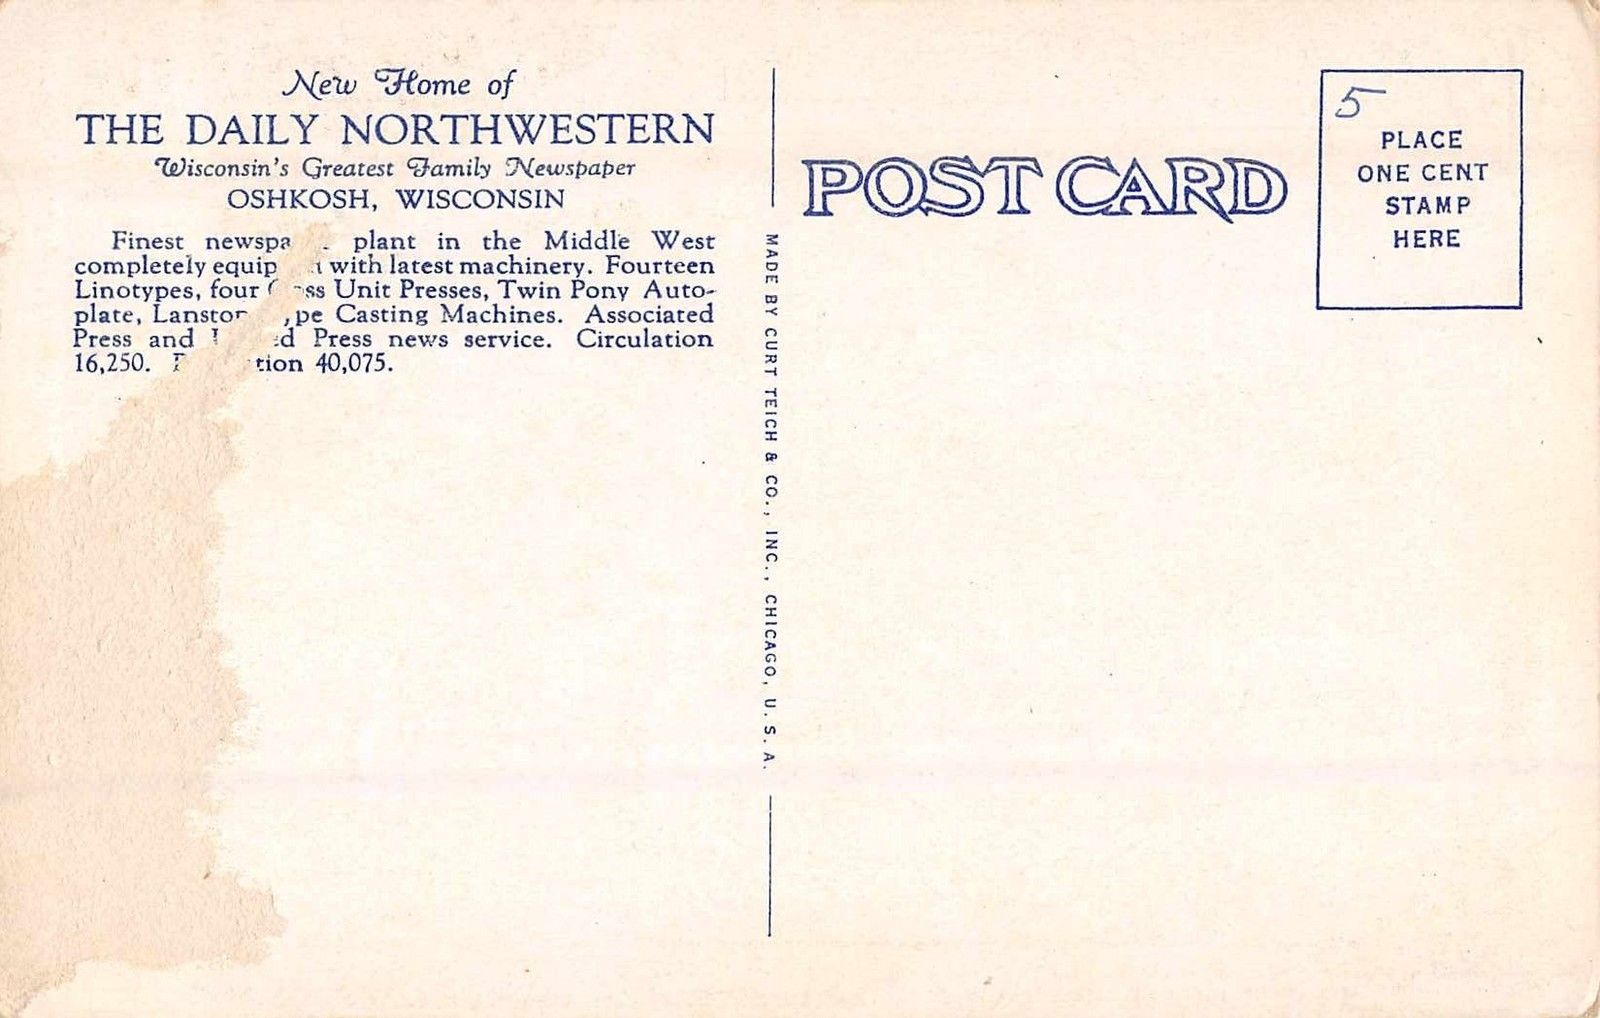 New Home of
THE DAILY NORTHWESTERN
Wisconsin's Greatest Family Newspaper
OSHKOSH, WISCONSIN
Finest plant in the Middle West
completely with latest machinery. Fourteen
Linotypes, four Unit Presses, Twin Pony Auto-
plate, Casting Machines. Associated
Press and Press news service. Circulation
16,250. 40,075.
MADE BY CURT TEICH & CO., INC., CHICAGO, U. S. A.
POST CARD
5
PLACE
ONE CENT
STAMP
HERE